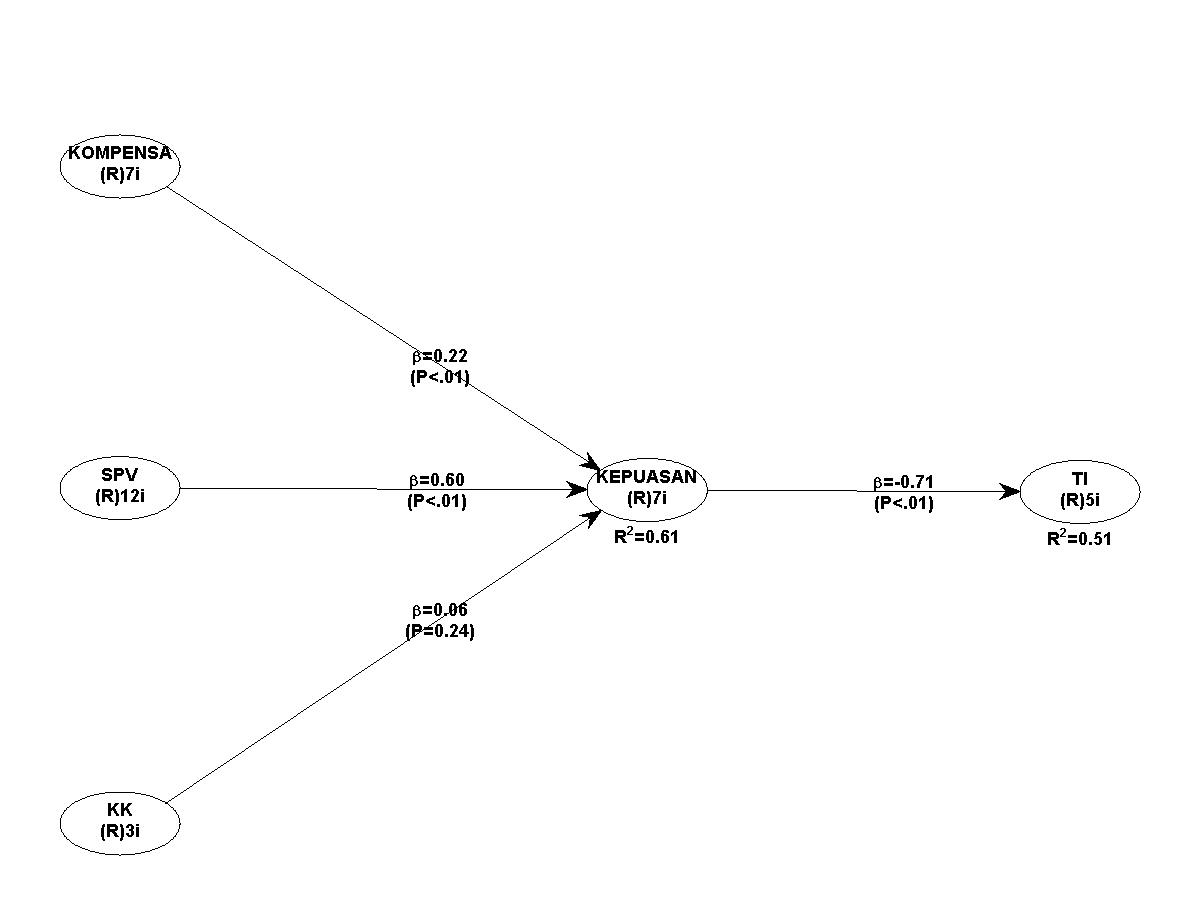 KOMPENSA
(R)7i
β=0.22
(P<.01)
SPV
(R)12i
β=0.60
(P<.01)
KEPUASAN
(R)7i
R²=0.61
β=-0.71
(P<.01)
TI
(R)5i
R²=0.51
β=0.06
(P=0.24)
KK
(R)3i